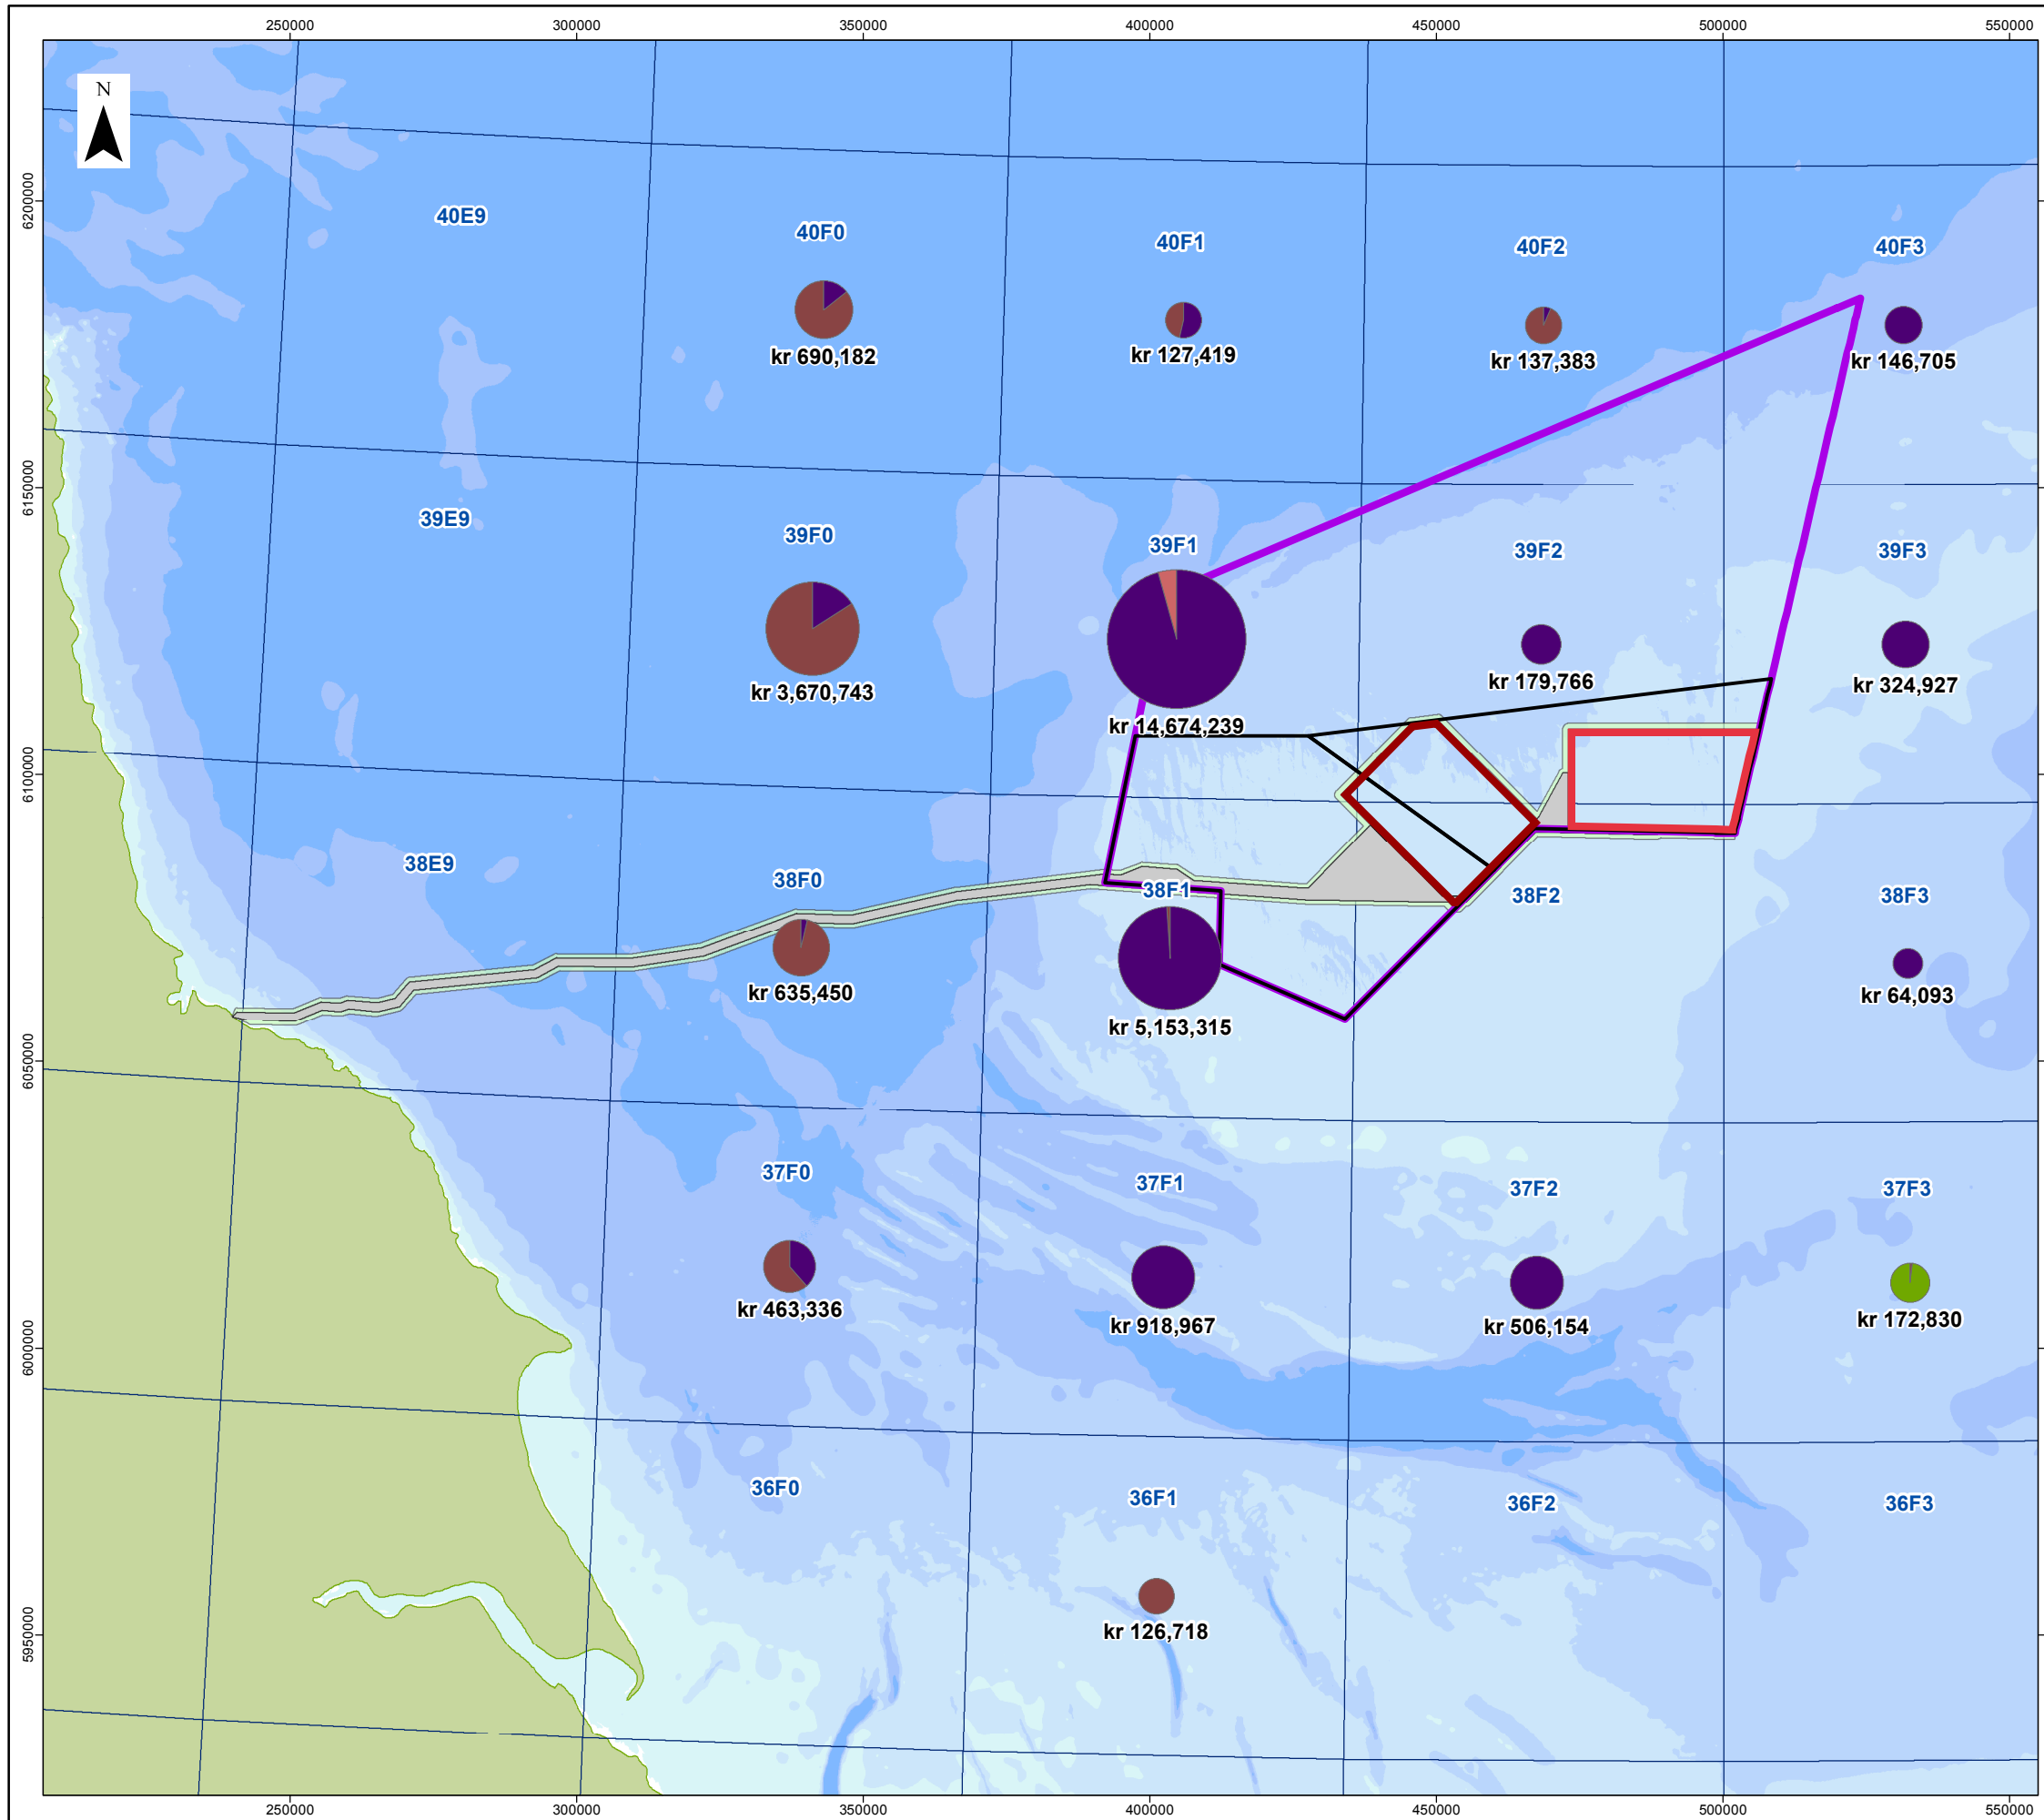 250000 300000 350000 400000 450000 500000 550000
N
6200000
40E9 40F0 40F1 40F2 40F3
kr 690,182 kr 127,419 kr 137,383 kr 146,705
6150000
39E9 39F0 39F1 39F2 39F3
kr 3,670,743 kr 14,674,239 kr 179,766 kr 324,927
6100000
38E9 38F0 38F1 38F2 38F3
kr 635,450 kr 5,153,315 kr 64,093
6050000
37F0 37F1 37F2 37F3
kr 463,336 kr 918,967 kr 506,154 kr 172,830
6000000
36F0 36F1 36F2 36F3
kr 126,718
5950000
250000 300000 350000 400000 450000 500000 550000